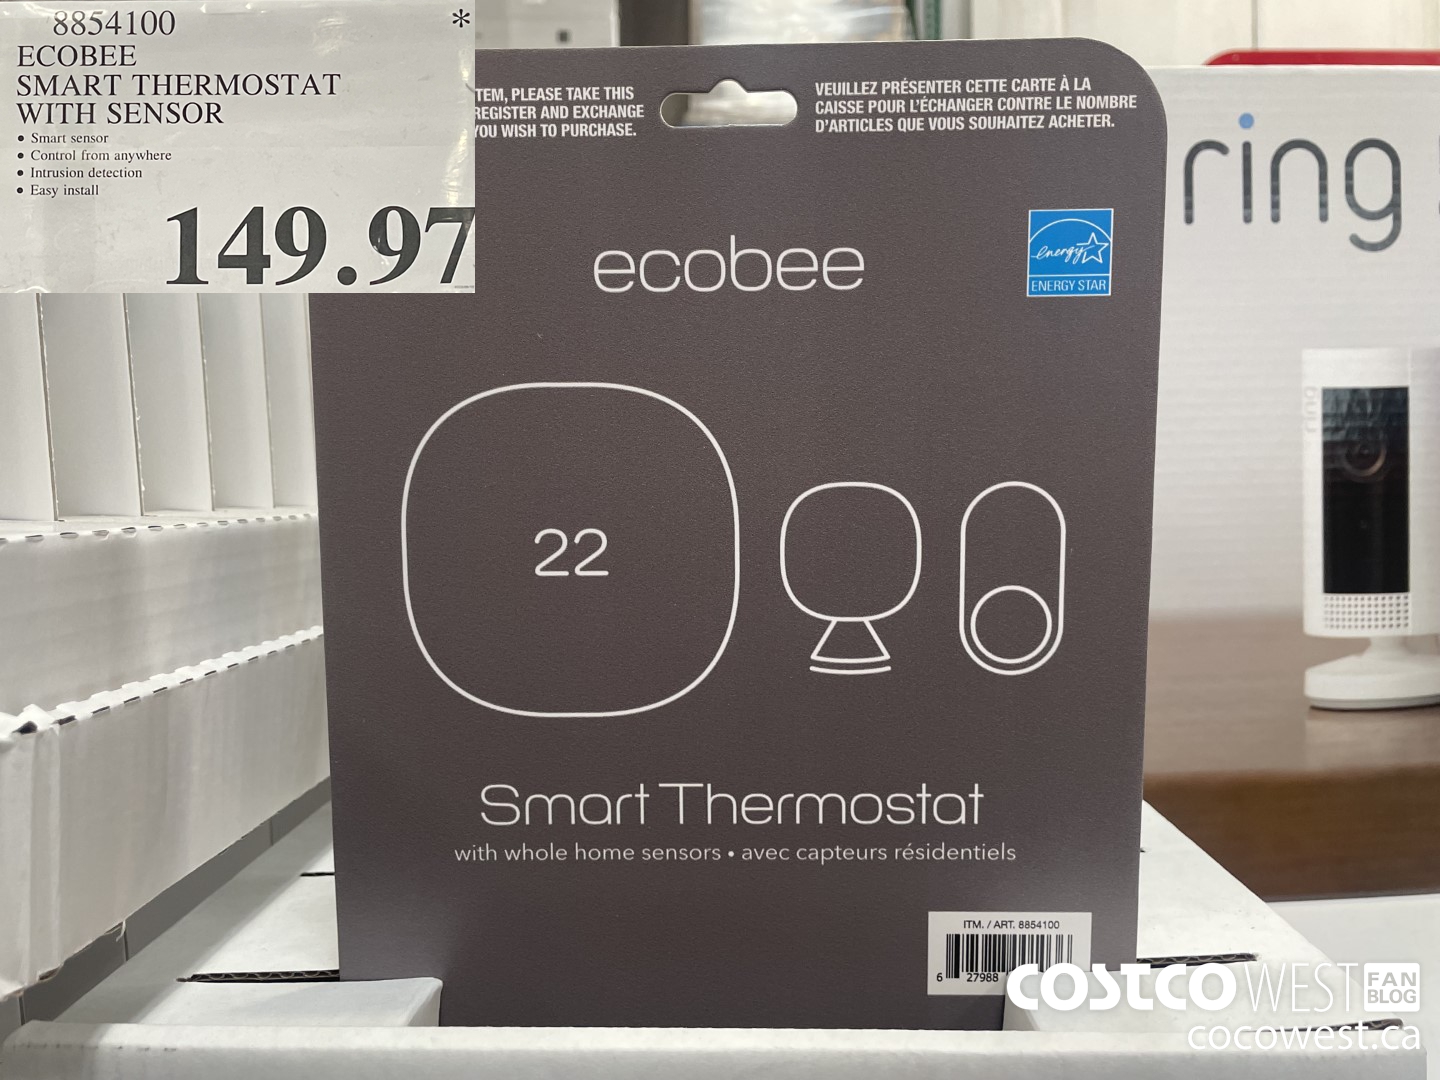 8854100 *
ECOBEE
SMART THERMOSTAT
WITH SENSOR
• Smart sensor
• Control from anywhere
• Intrusion detection
• Easy install
149.97
TEM, PLEASE TAKE THIS
REGISTER AND EXCHANGE
YOU WISH TO PURCHASE.
VEUILLEZ PRÉSENTER CETTE CARTE À LA
CAISSE POUR L'ÉCHANGER CONTRE LE NOMBRE
D'ARTICLES QUE VOUS SOUHAITEZ ACHETER.
ring
ecobee
energy
ENERGY STAR
ring
22
Smart Thermostat
with whole home sensors • avec capteurs résidentiels
ITM. / ART. 8854100
6 27988
COSTCO WEST FAN BLOG
cocowest.ca